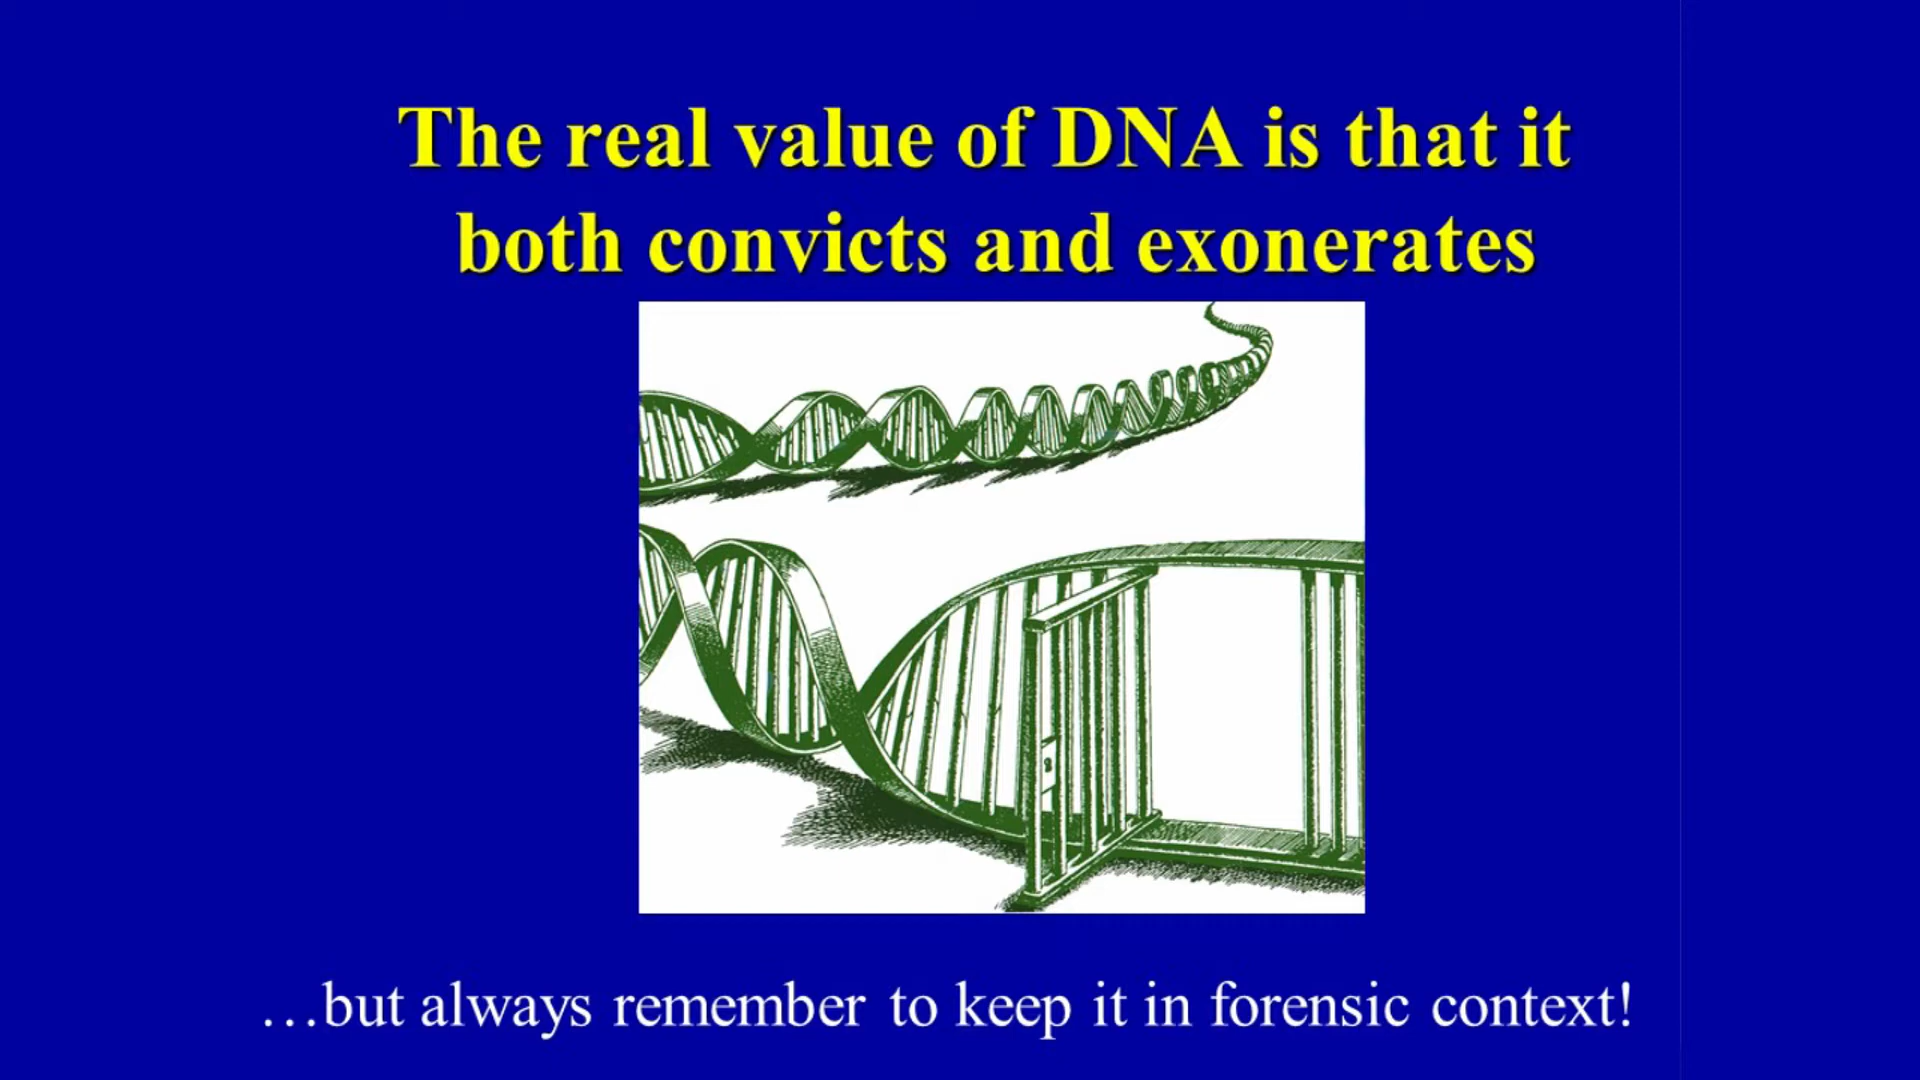 The real value of DNA is that it
both convicts and exonerates
…but always remember to keep it in forensic context!